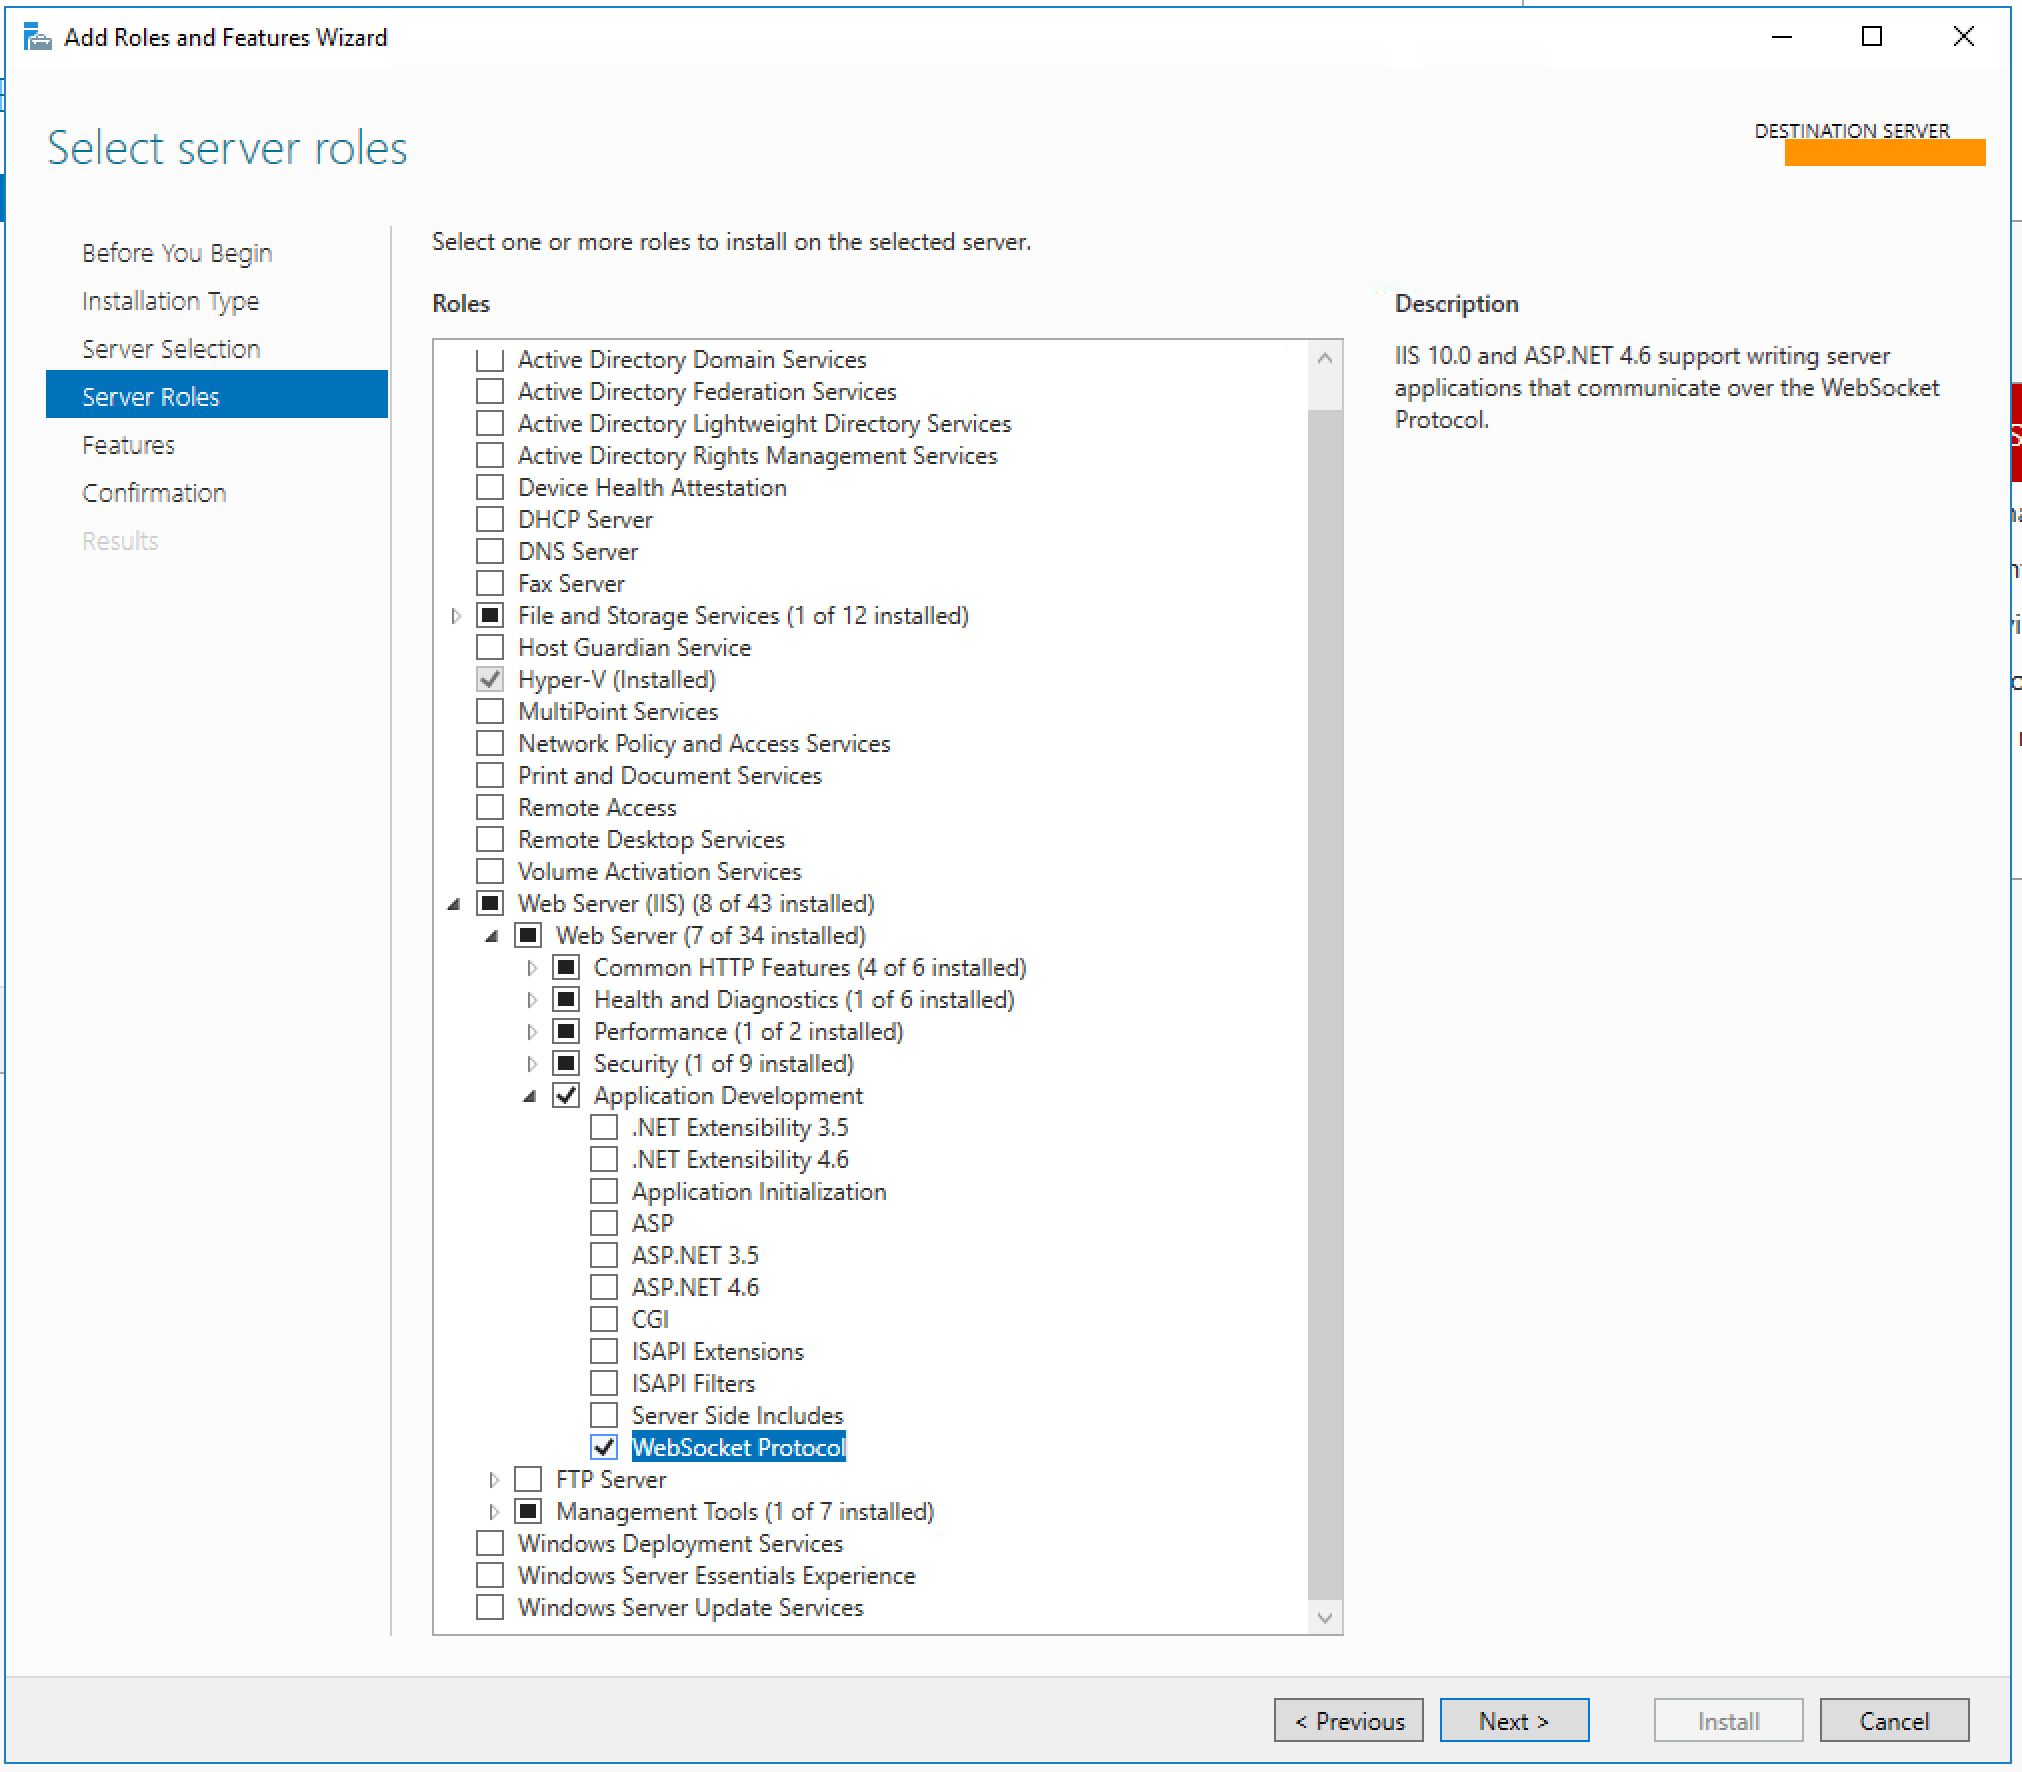 Add Roles and Features Wizard
Select server roles
DESTINATION SERVER
Before You Begin
Installation Type
Server Selection
Server Roles
Features
Confirmation
Results
Select one or more roles to install on the selected server.
Roles
Active Directory Domain Services
Active Directory Federation Services
Active Directory Lightweight Directory Services
Active Directory Rights Management Services
Device Health Attestation
DHCP Server
DNS Server
Fax Server
File and Storage Services (1 of 12 installed)
Host Guardian Service
Hyper-V (Installed)
MultiPoint Services
Network Policy and Access Services
Print and Document Services
Remote Access
Remote Desktop Services
Volume Activation Services
Web Server (IIS) (8 of 43 installed)
Web Server (7 of 34 installed)
Common HTTP Features (4 of 6 installed)
Health and Diagnostics (1 of 6 installed)
Performance (1 of 2 installed)
Security (1 of 9 installed)
Application Development
.NET Extensibility 3.5
.NET Extensibility 4.6
Application Initialization
ASP
ASP.NET 3.5
ASP.NET 4.6
CGI
ISAPI Extensions
ISAPI Filters
Server Side Includes
WebSocket Protocol
FTP Server
Management Tools (1 of 7 installed)
Windows Deployment Services
Windows Server Essentials Experience
Windows Server Update Services
Description
IIS 10.0 and ASP.NET 4.6 support writing server
applications that communicate over the WebSocket
Protocol.
< Previous
Next >
Install
Cancel